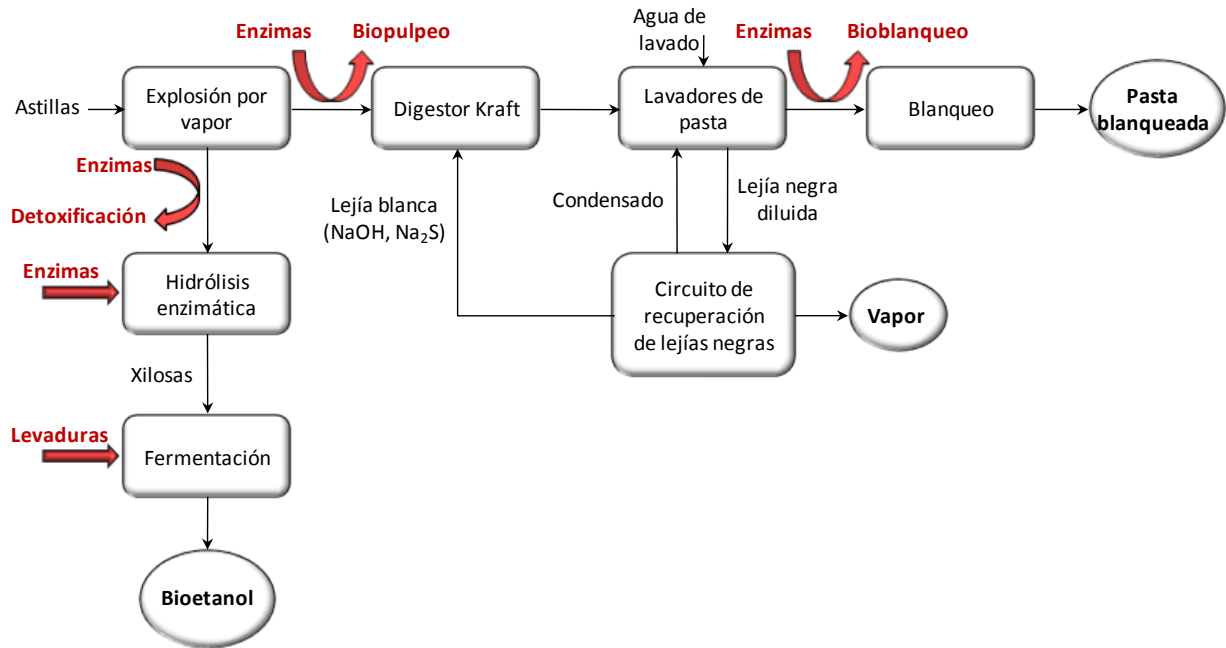 Enzimas
Biopulpeo
Agua de
lavado
Enzimas
Bioblanqueo
Astillas
Explosión por
vapor
Digestor Kraft
Lavadores de
pasta
Blanqueo
Pasta
blanqueada
Enzimas
Detoxificación
Lejía blanca
(NaOH, Na₂S)
Condensado
Lejía negra
diluida
Enzimas
Hidrólisis
enzimática
Circuito de
recuperación
de lejías negras
Vapor
Xilosas
Levaduras
Fermentación
Bioetanol